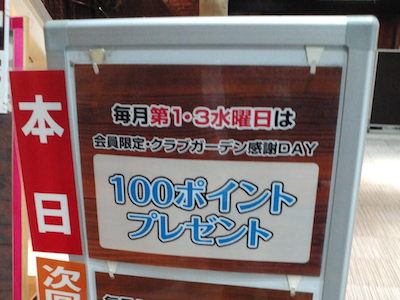 本日
毎月第1・3水曜日は
会員限定・クラブガーデン感謝DAY
100ポイント
プレゼント
次回